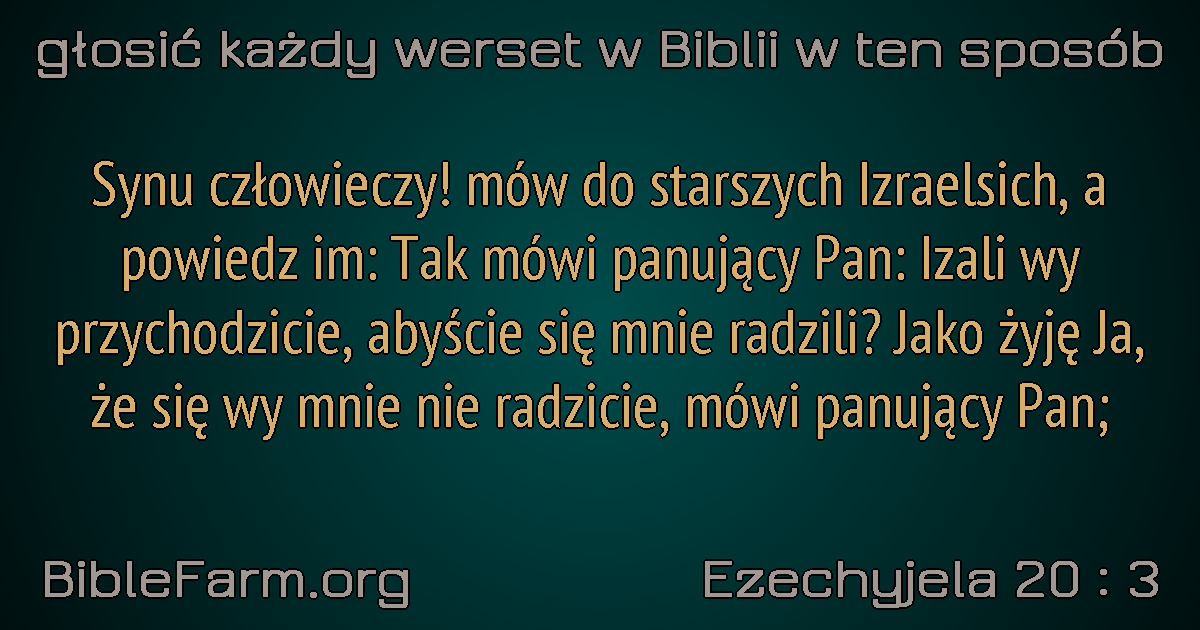 głosić każdy werset w Biblii w ten sposób
Synu człowieczy! mów do starszych Izraelsich, a
powiedz im: Tak mówi panujący Pan: Izali wy
przychodzicie, abyście się mnie radzili? Jako żyję Ja,
że się wy mnie nie radzicie, mówi panujący Pan;
BibleFarm.org
Ezechyjela 20 : 3